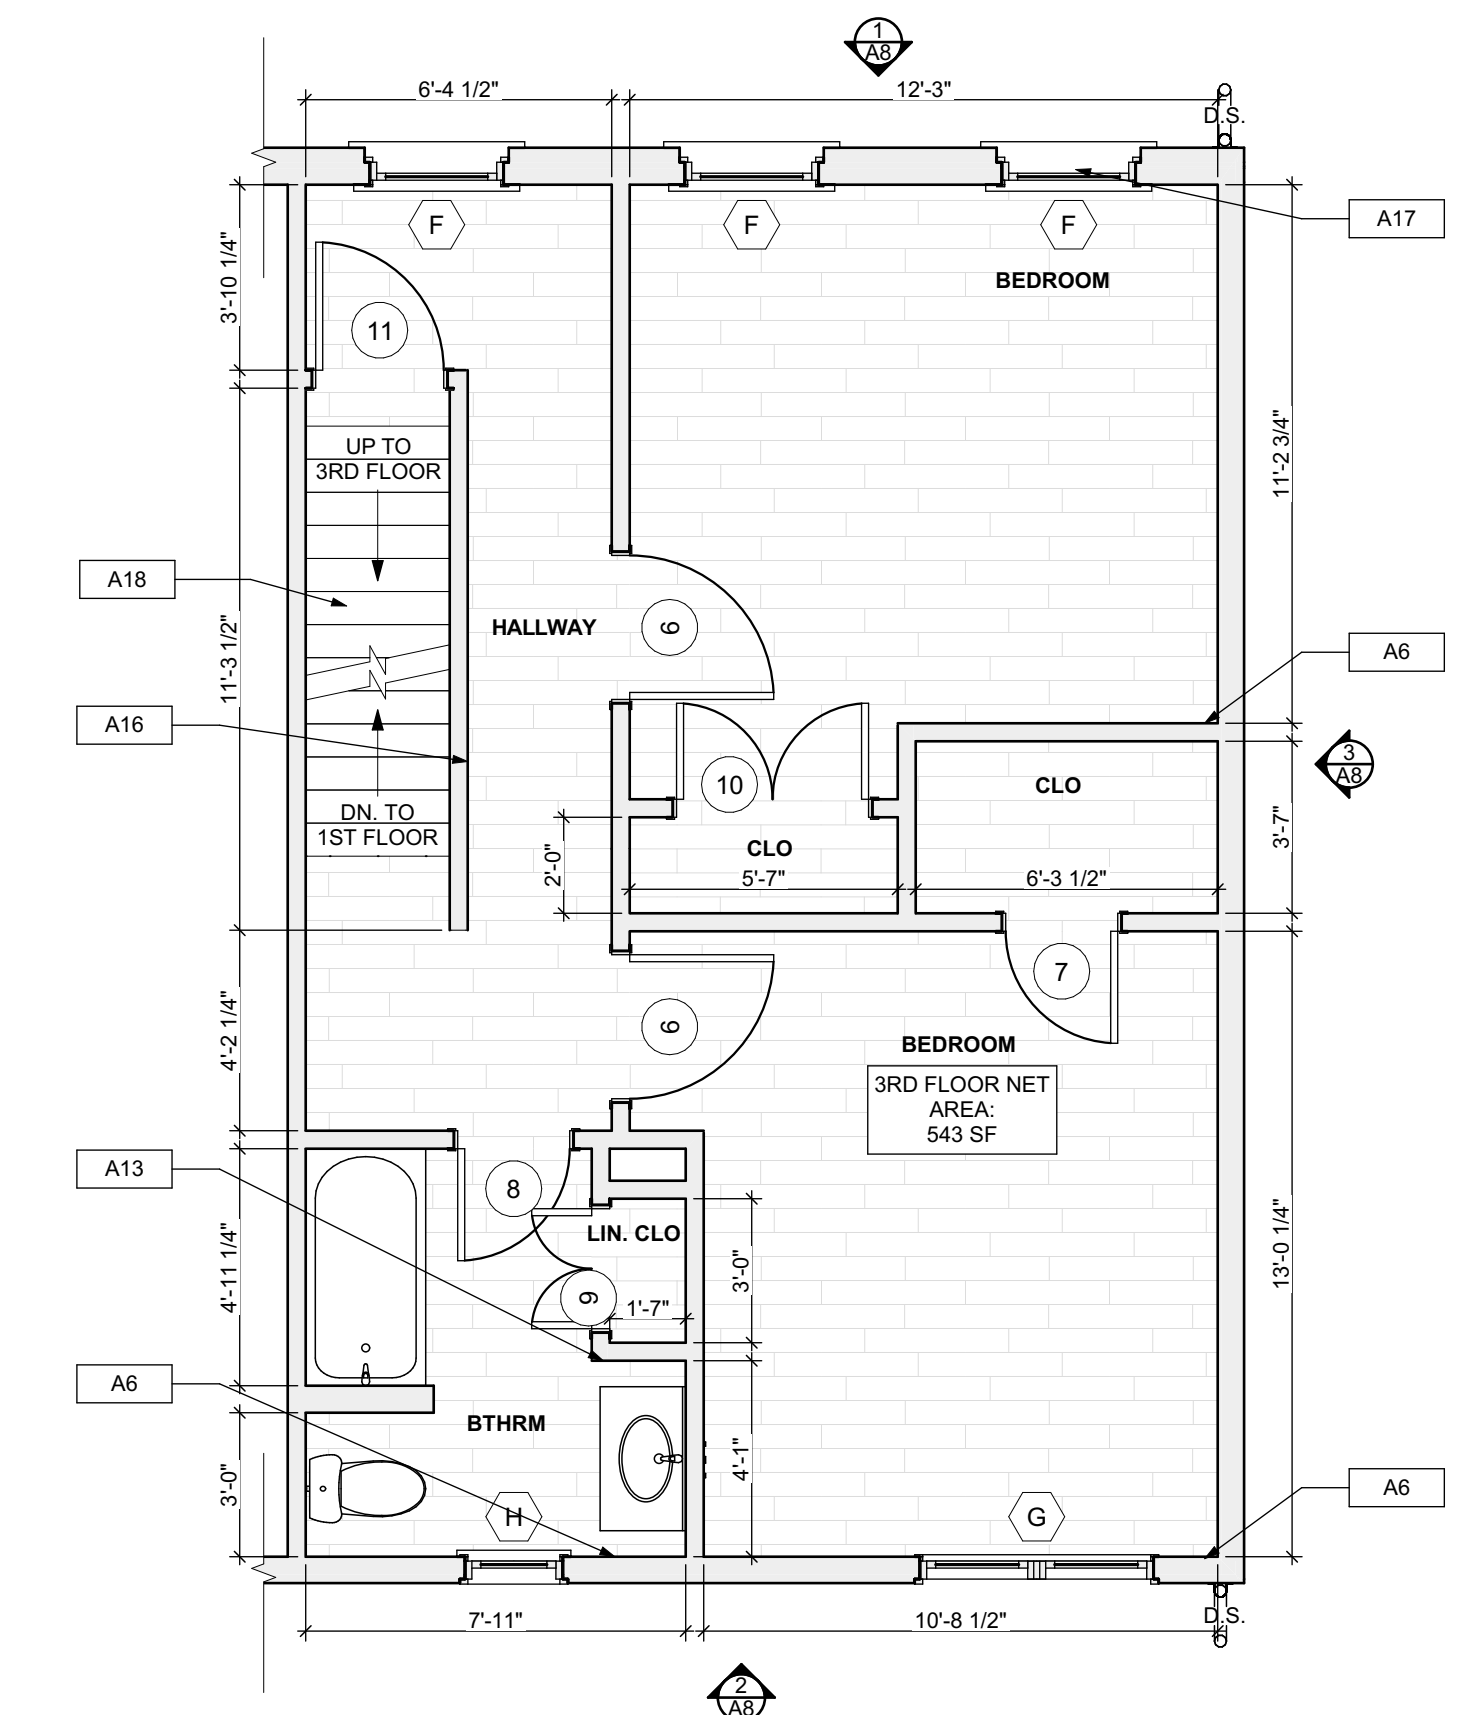 1
A8
6'-4 1/2"
12'-3"
D.S.
A17
F
F
F
BEDROOM
3'-10 1/4"
11
UP TO
3RD FLOOR
11'-2 3/4"
A18
HALLWAY
6
A6
11'-3 1/2"
A16
3
A8
10
CLO
DN. TO
1ST FLOOR
2'-0"
CLO
5'-7"
6'-3 1/2"
3'-7"
7
4'-2 1/4"
6
BEDROOM
3RD FLOOR NET
AREA:
543 SF
A13
8
LIN. CLO
4'-11 1/4"
3'-0"
13'-0 1/4"
9
1'-7"
A6
BTHRM
4'-1"
3'-0"
H
G
A6
7'-11"
10'-8 1/2"
D.S.
2
A8